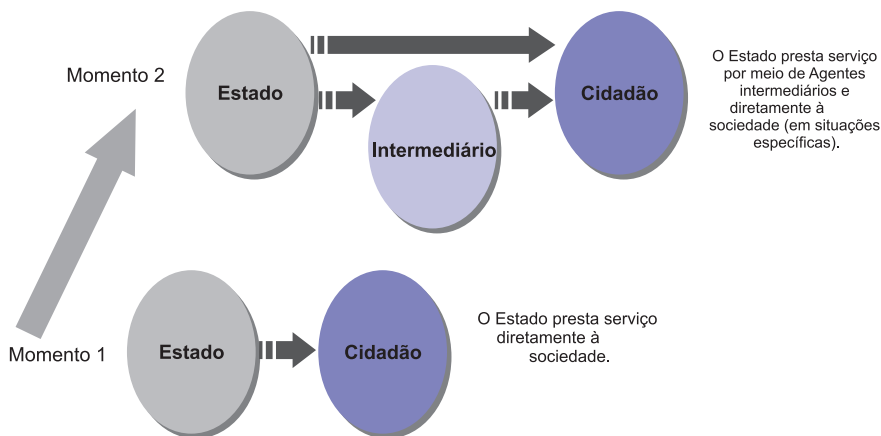 Momento 2
Estado
Intermediário
Cidadão
O Estado presta serviço
por meio de Agentes
intermediários e
diretamente à
sociedade (em situações
específicas).
Momento 1
Estado
Cidadão
O Estado presta serviço
diretamente à
sociedade.